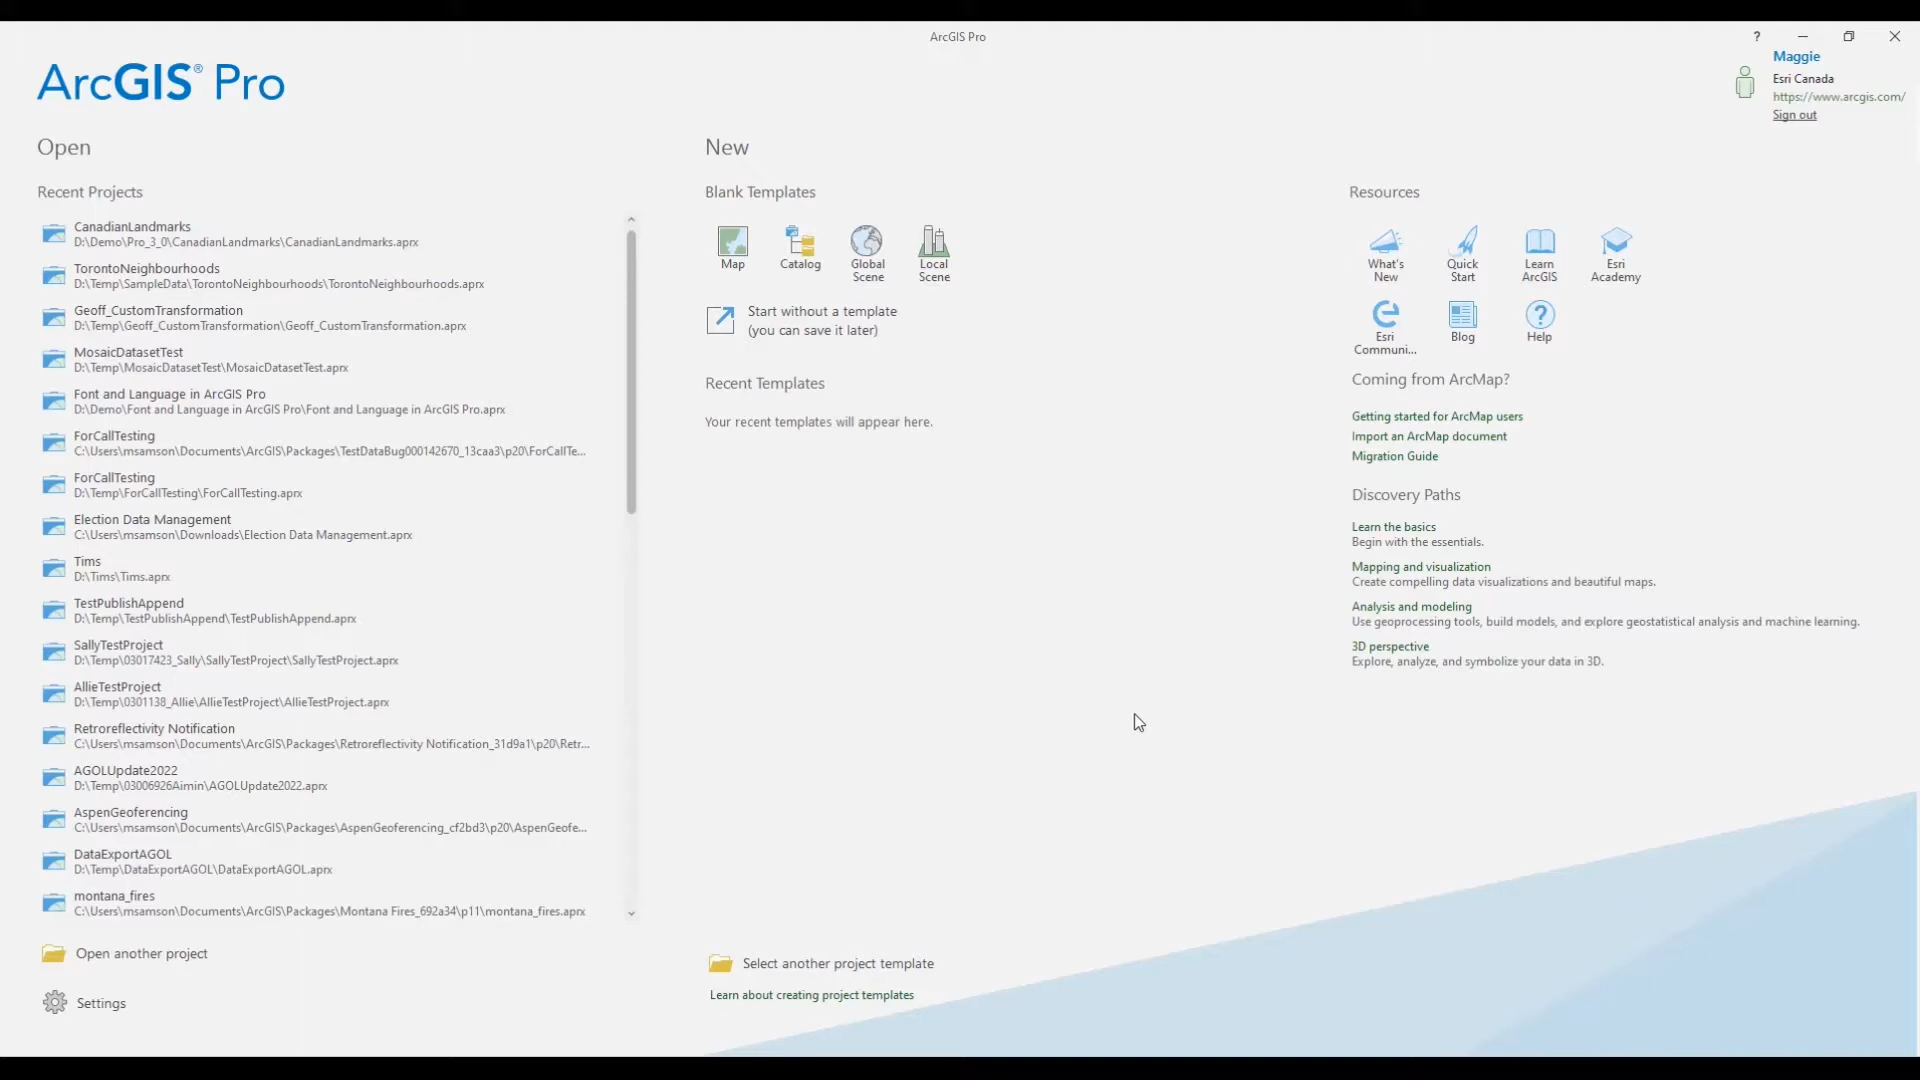 ArcGIS Pro
?
Maggie
Esri Canada
https://www.arcgis.com/
Sign out
ArcGIS® Pro
Open
Recent Projects
CanadianLandmarks
D:\Demo\Pro_3_0\CanadianLandmarks\CanadianLandmarks.aprx
TorontoNeighbourhoods
D:\Temp\SampleData\TorontoNeighbourhoods\TorontoNeighbourhoods.aprx
Geoff_CustomTransformation
D:\Temp\Geoff_CustomTransformation\Geoff_CustomTransformation.aprx
MosaicDatasetTest
D:\Temp\MosaicDatasetTest\MosaicDatasetTest.aprx
Font and Language in ArcGIS Pro
D:\Demo\Font and Language in ArcGIS Pro\Font and Language in ArcGIS Pro.aprx
ForCallTesting
C:\Users\msamson\Documents\ArcGIS\Packages\TestDataBug000142670_13caa3\p20\ForCallTe...
ForCallTesting
D:\Temp\ForCallTesting\ForCallTesting.aprx
Election Data Management
C:\Users\msamson\Downloads\Election Data Management.aprx
Tims
D:\Tims\Tims.aprx
TestPublishAppend
D:\Temp\TestPublishAppend\TestPublishAppend.aprx
SallyTestProject
D:\Temp\03017423_Sally\SallyTestProject\SallyTestProject.aprx
AllieTestProject
D:\Temp\0301138_Allie\AllieTestProject\AllieTestProject.aprx
Retroreflectivity Notification
C:\Users\msamson\Documents\ArcGIS\Packages\Retroreflectivity Notification_31d9a1\p20\Retr...
AGOLUpdate2022
D:\Temp\03006926Aimin\AGOLUpdate2022.aprx
AspenGeoferencing
C:\Users\msamson\Documents\ArcGIS\Packages\AspenGeoferencing_cf2bd3\p20\AspenGeofe...
DataExportAGOL
D:\Temp\DataExportAGOL\DataExportAGOL.aprx
montana_fires
C:\Users\msamson\Documents\ArcGIS\Packages\Montana Fires_692a34\p11\montana_fires.aprx
Open another project
Settings
New
Blank Templates
Map
Catalog
Global
Scene
Local
Scene
Start without a template
(you can save it later)
Recent Templates
Your recent templates will appear here.
Select another project template
Learn about creating project templates
Resources
What's
New
Quick
Start
Learn
ArcGIS
Esri
Academy
Esri
Communi...
Blog
Help
Coming from ArcMap?
Getting started for ArcMap users
Import an ArcMap document
Migration Guide
Discovery Paths
Learn the basics
Begin with the essentials.
Mapping and visualization
Create compelling data visualizations and beautiful maps.
Analysis and modeling
Use geoprocessing tools, build models, and explore geostatistical analysis and machine learning.
3D perspective
Explore, analyze, and symbolize your data in 3D.